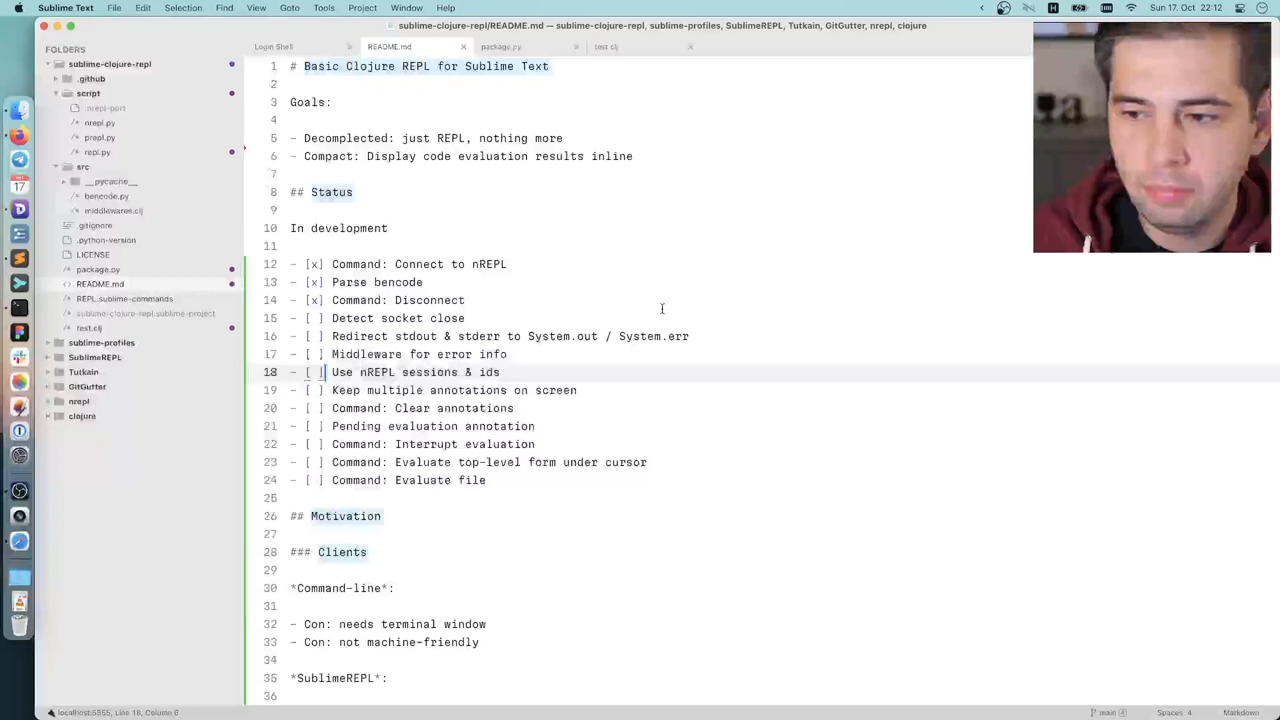 Sublime Text File Edit Selection Find View Goto Tools Project Window Help Sun 17. Oct 22:12
sublime-clojure-repl/README.md — sublime-clojure-repl, sublime-profiles, SublimeREPL, Tutkain, GitGutter, nrepl, clojure
FOLDERS
sublime-clojure-repl
.github
script
.nrepl-port
nrepl.py
prepl.py
repl.py
src
__pycache__
bencode.py
middlewares.clj
.gitignore
.python-version
LICENSE
package.py
README.md
REPL.sublime-commands
sublime-clojure-repl.sublime-project
test.clj
sublime-profiles
SublimeREPL
Tutkain
GitGutter
nrepl
clojure
Login Shell
README.md
package.py
test clj
1 # Basic Clojure REPL for Sublime Text
2
3 Goals:
4
5 - Decomplected: just REPL, nothing more
6 - Compact: Display code evaluation results inline
7
8 ## Status
9
10 In development
11
12 - [x] Command: Connect to nREPL
13 - [x] Parse bencode
14 - [x] Command: Disconnect
15 - [ ] Detect socket close
16 - [ ] Redirect stdout & stderr to System.out / System.err
17 - [ ] Middleware for error info
18 - [ ] Use nREPL sessions & ids
19 - [ ] Keep multiple annotations on screen
20 - [ ] Command: Clear annotations
21 - [ ] Pending evaluation annotation
22 - [ ] Command: Interrupt evaluation
23 - [ ] Command: Evaluate top-level form under cursor
24 - [ ] Command: Evaluate file
25
26 ## Motivation
27
28 ### Clients
29
30 *Command-line*:
31
32 - Con: needs terminal window
33 - Con: not machine-friendly
34
35 *SublimeREPL*:
36
localhost:5555, Line 18, Column 6
main 4
Spaces: 4
Markdown